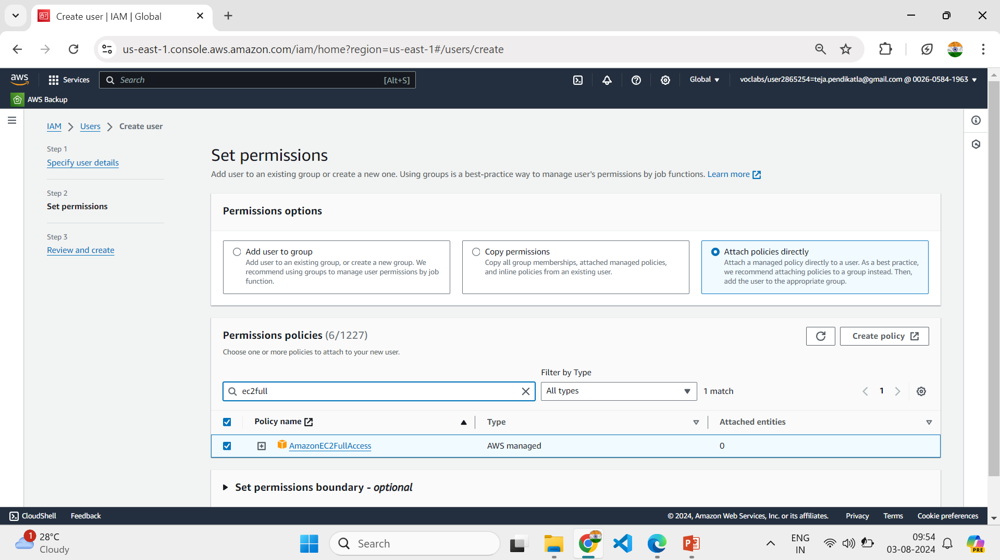 Create user | IAM | Global
us-east-1.console.aws.amazon.com/iam/home?region=us-east-1#/users/create
aws
Services
Search
[Alt+S]
Global
voclabs/user2865254=teja.pendikatla@gmail.com @ 0026-0584-1963
AWS Backup
IAM
Users
Create user
Step 1
Specify user details
Step 2
Set permissions
Step 3
Review and create
Set permissions
Add user to an existing group or create a new one. Using groups is a best-practice way to manage user's permissions by job functions. Learn more
Permissions options
Add user to group
Add user to an existing group, or create a new group. We
recommend using groups to manage user permissions by job
function.
Copy permissions
Copy all group memberships, attached managed policies,
and inline policies from an existing user.
Attach policies directly
Attach a managed policy directly to a user. As a best practice,
we recommend attaching policies to a group instead. Then,
add the user to the appropriate group.
Permissions policies (6/1227)
Create policy
Choose one or more policies to attach to your new user.
Filter by Type
ec2full
All types
1 match
1
Policy name
Type
Attached entities
AmazonEC2FullAccess
AWS managed
0
Set permissions boundary - optional
CloudShell
Feedback
© 2024, Amazon Web Services, Inc. or its affiliates.
Privacy
Terms
Cookie preferences
1
28°C
Cloudy
Search
ENG
IN
09:54
03-08-2024
PRE